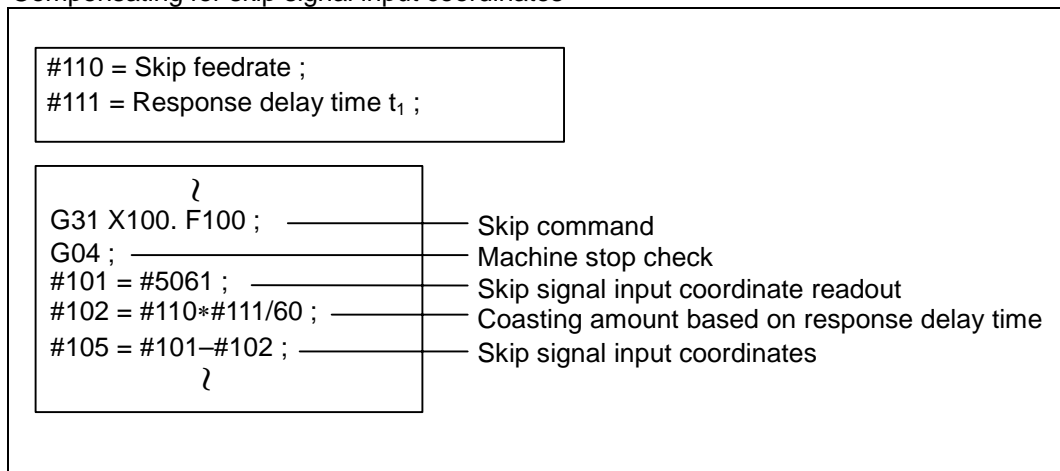 Compensating for skip signal input coordinates
#110 = Skip feedrate ;
#111 = Response delay time t₁ ;
≀
G31 X100. F100 ; Skip command
G04 ; Machine stop check
#101 = #5061 ; Skip signal input coordinate readout
#102 = #110∗#111/60 ; Coasting amount based on response delay time
#105 = #101–#102 ; Skip signal input coordinates
≀